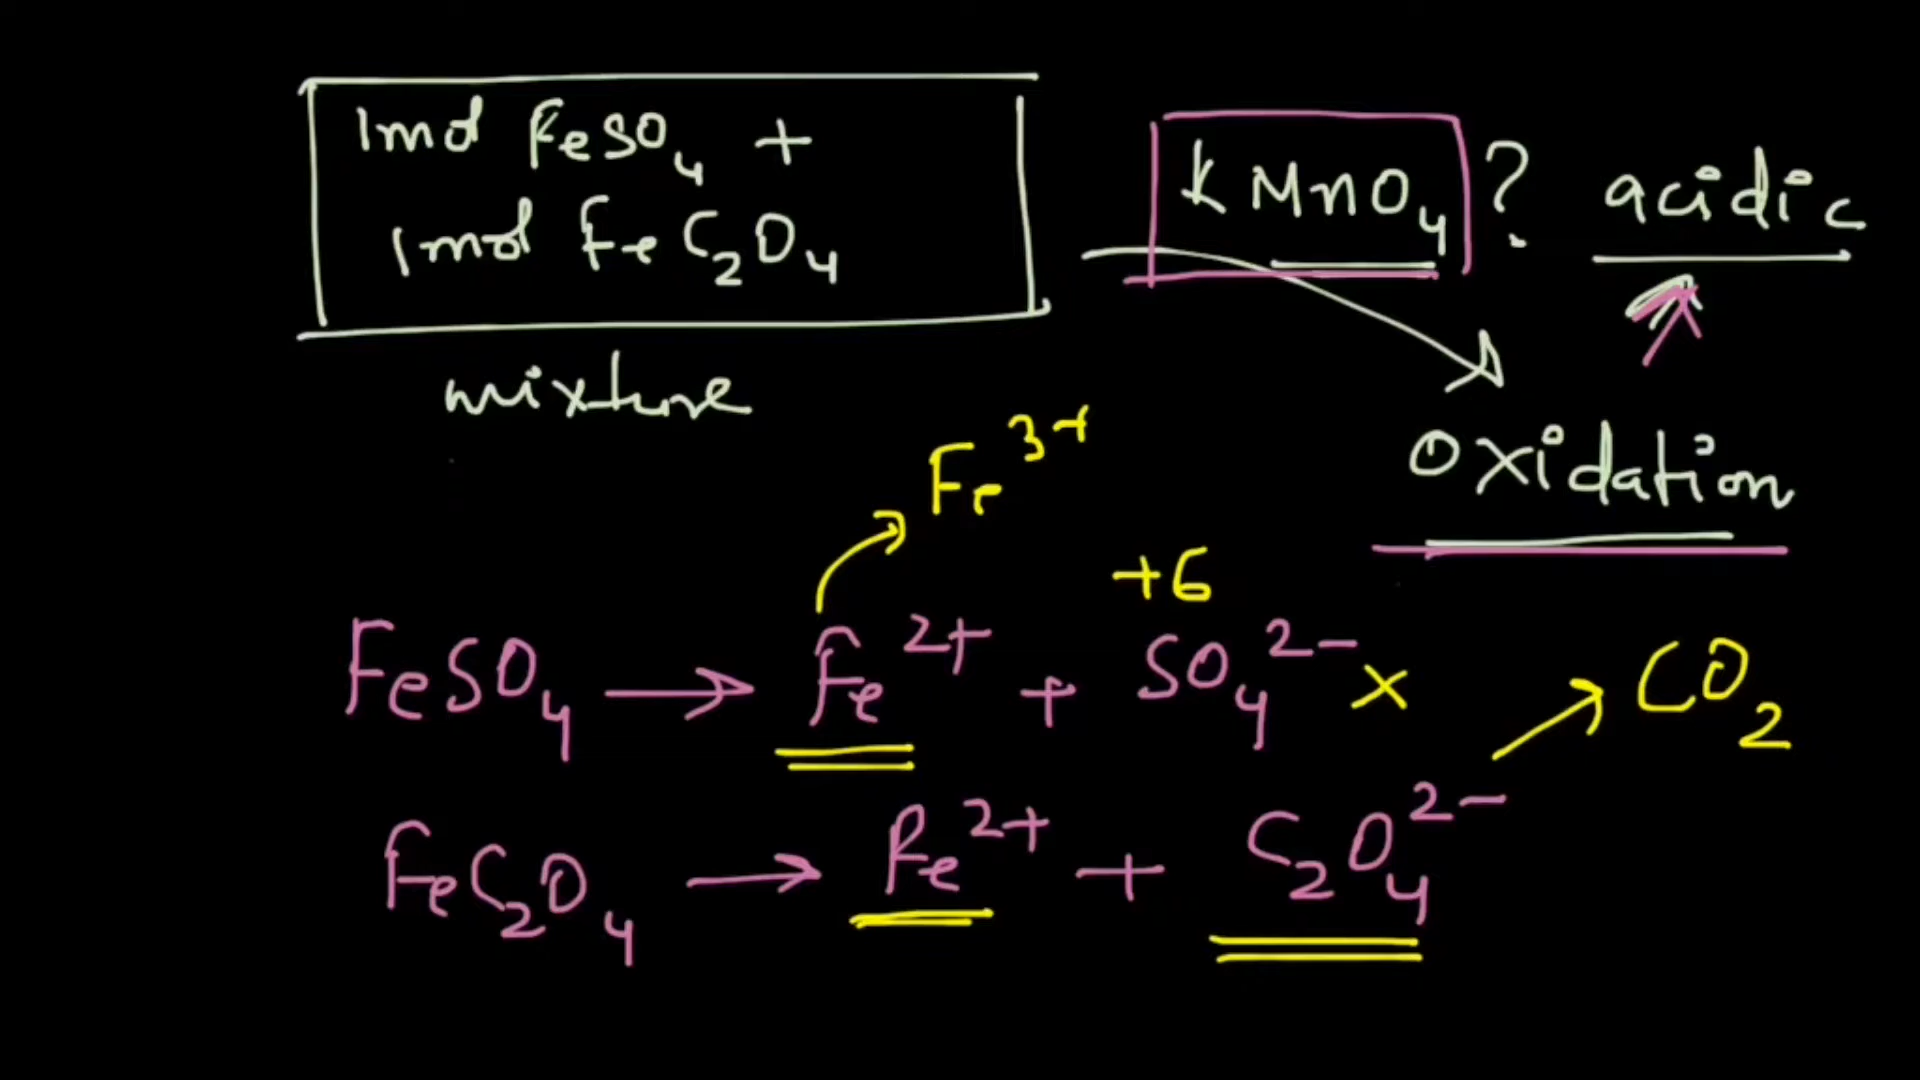 1mol FeSO₄ +
1mol FeC₂O₄
mixture
KMnO₄ ? acidic
oxidation
Fe³⁺
+6
FeSO₄ → Fe²⁺ + SO₄²⁻ ×
CO₂
FeC₂O₄ → Fe²⁺ + C₂O₄²⁻